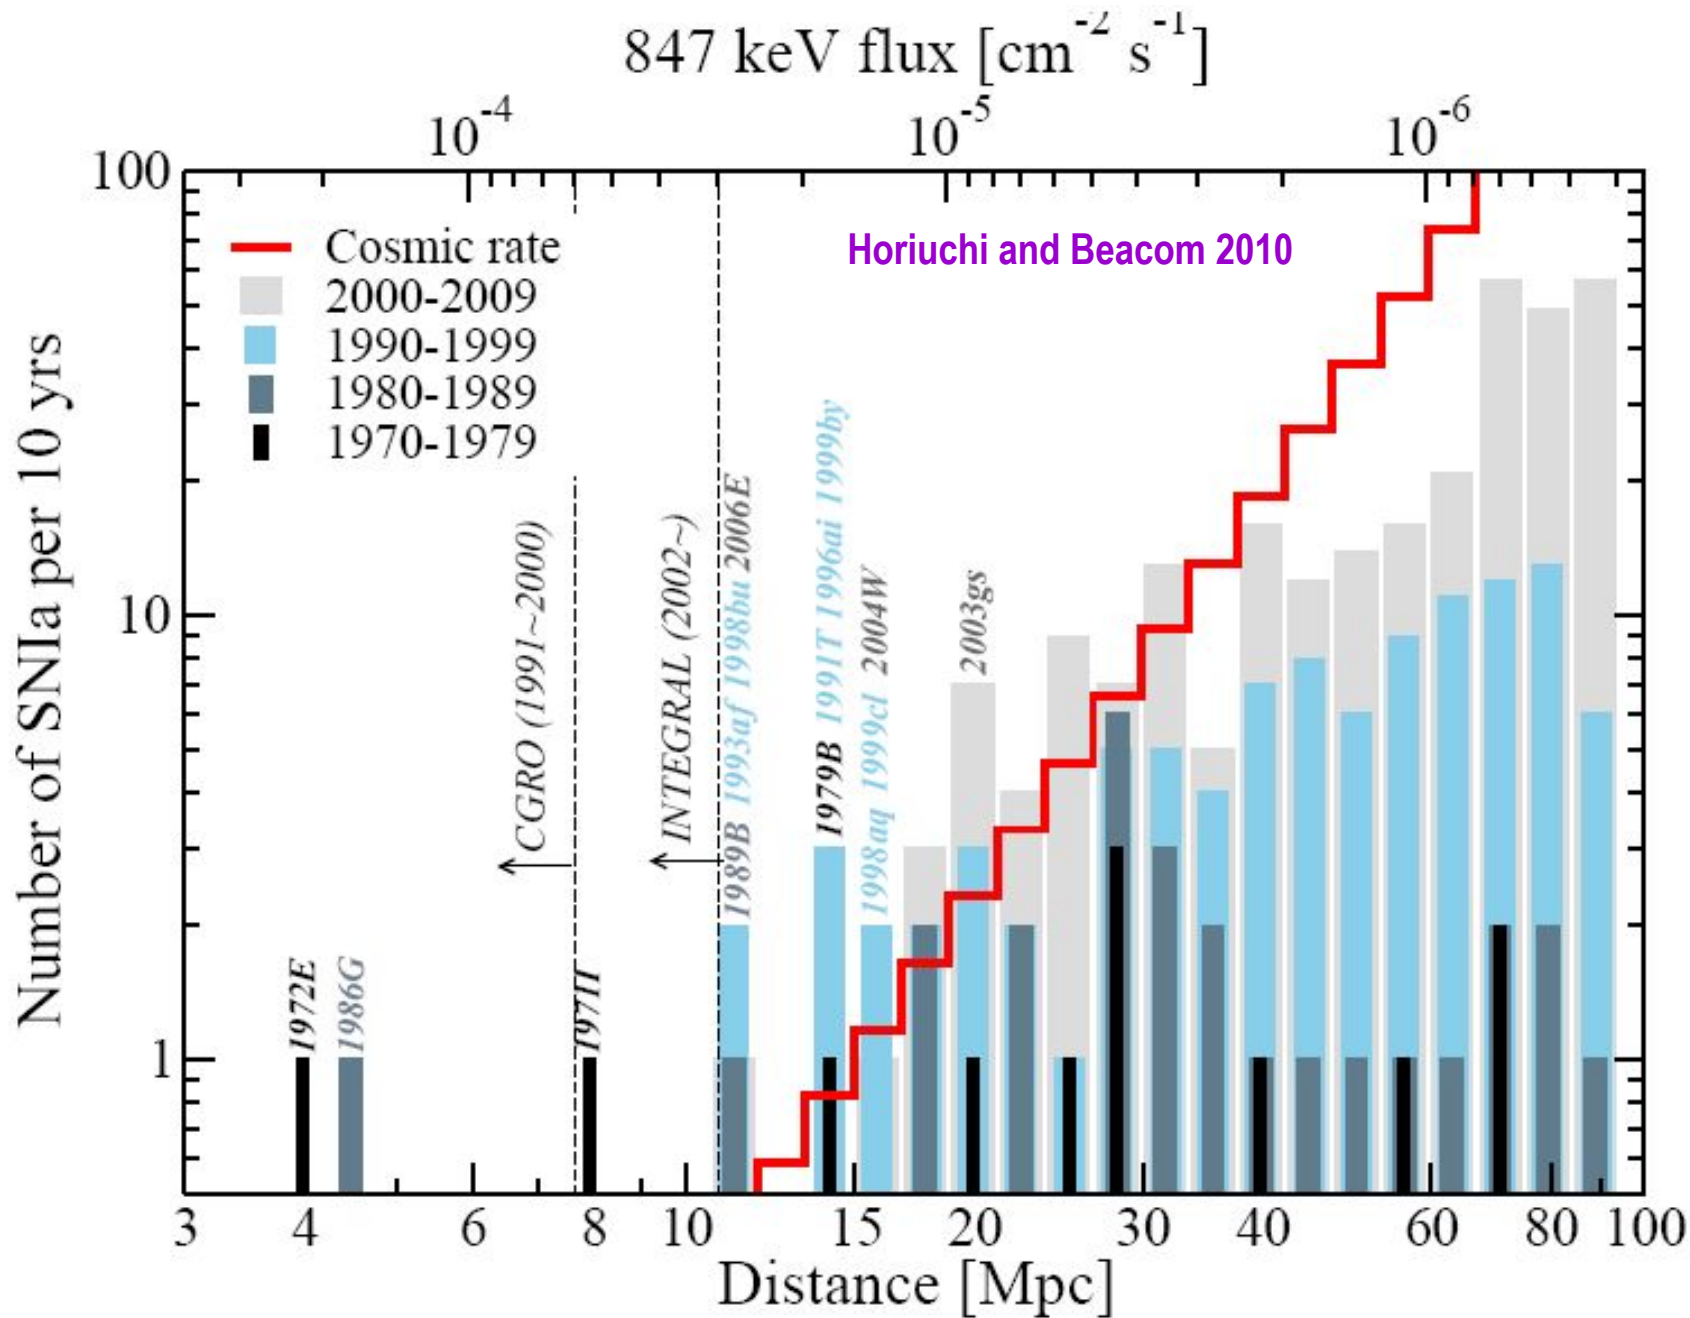 847 keV flux [cm-2 s-1]
10-4 10-5 10-6
100
10
1
Number of SNIa per 10 yrs
Cosmic rate
2000-2009
1990-1999
1980-1989
1970-1979
Horiuchi and Beacom 2010
CGRO (1991~2000)
INTEGRAL (2002~)
1972E
1986G
1971I
1989B 1993af 1998bu 2006E
1979B 1991T 1996ai 1999by
1998aq 1999cl 2004W
2003gs
3 4 6 8 10 15 20 30 40 60 80 100
Distance [Mpc]